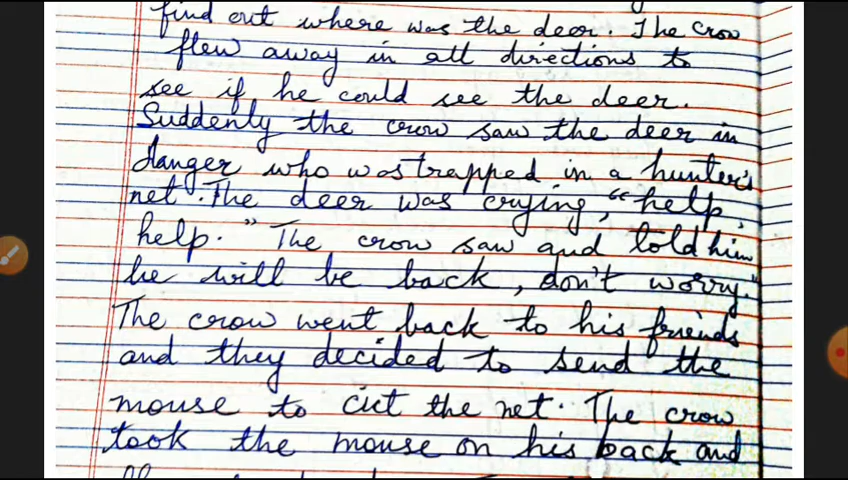 find out where was the deer. The crow
flew away in all directions to
see if he could see the deer.
Suddenly the crow saw the deer in
danger who was trapped in a hunter's
net. The deer was crying, "help,
help." The crow saw and told him
he will be back, don't worry."
The crow went back to his friends
and they decided to send the
mouse to cut the net. The crow
took the mouse on his back and